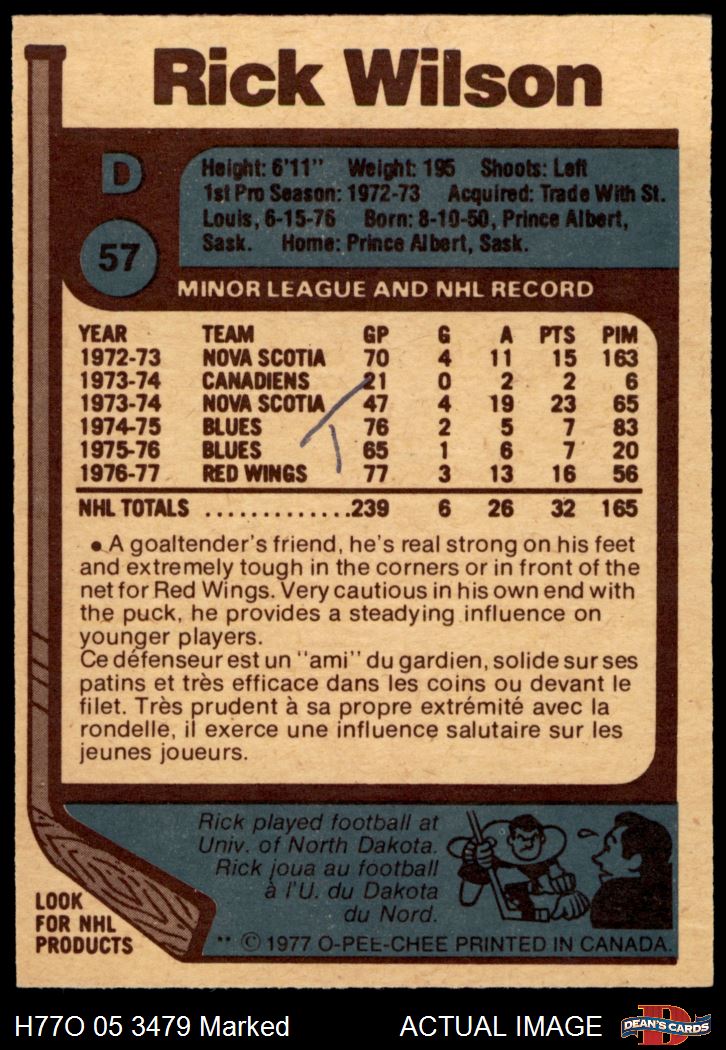 Rick Wilson
D
57
Height: 6'11" Weight: 195 Shoots: Left
1st Pro Season: 1972-73 Acquired: Trade With St.
Louis, 6-15-76 Born: 8-10-50, Prince Albert,
Sask. Home: Prince Albert, Sask.
MINOR LEAGUE AND NHL RECORD
YEAR TEAM GP G A PTS PIM
1972-73 NOVA SCOTIA 70 4 11 15 163
1973-74 CANADIENS 21 0 2 2 6
1973-74 NOVA SCOTIA 47 4 19 23 65
1974-75 BLUES 76 2 5 7 83
1975-76 BLUES 65 1 6 7 20
1976-77 RED WINGS 77 3 13 16 56
NHL TOTALS .............239 6 26 32 165
• A goaltender's friend, he's real strong on his feet
and extremely tough in the corners or in front of the
net for Red Wings. Very cautious in his own end with
the puck, he provides a steadying influence on
younger players.
Ce défenseur est un "ami" du gardien, solide sur ses
patins et très efficace dans les coins ou devant le
filet. Très prudent à sa propre extrémité avec la
rondelle, il exerce une influence salutaire sur les
jeunes joueurs.
Rick played football at
Univ. of North Dakota.
Rick joua au football
à l'U. du Dakota
du Nord.
LOOK
FOR NHL
PRODUCTS
** © 1977 O-PEE-CHEE PRINTED IN CANADA.
H77O 05 3479 Marked ACTUAL IMAGE
D
DEAN'S CARDS